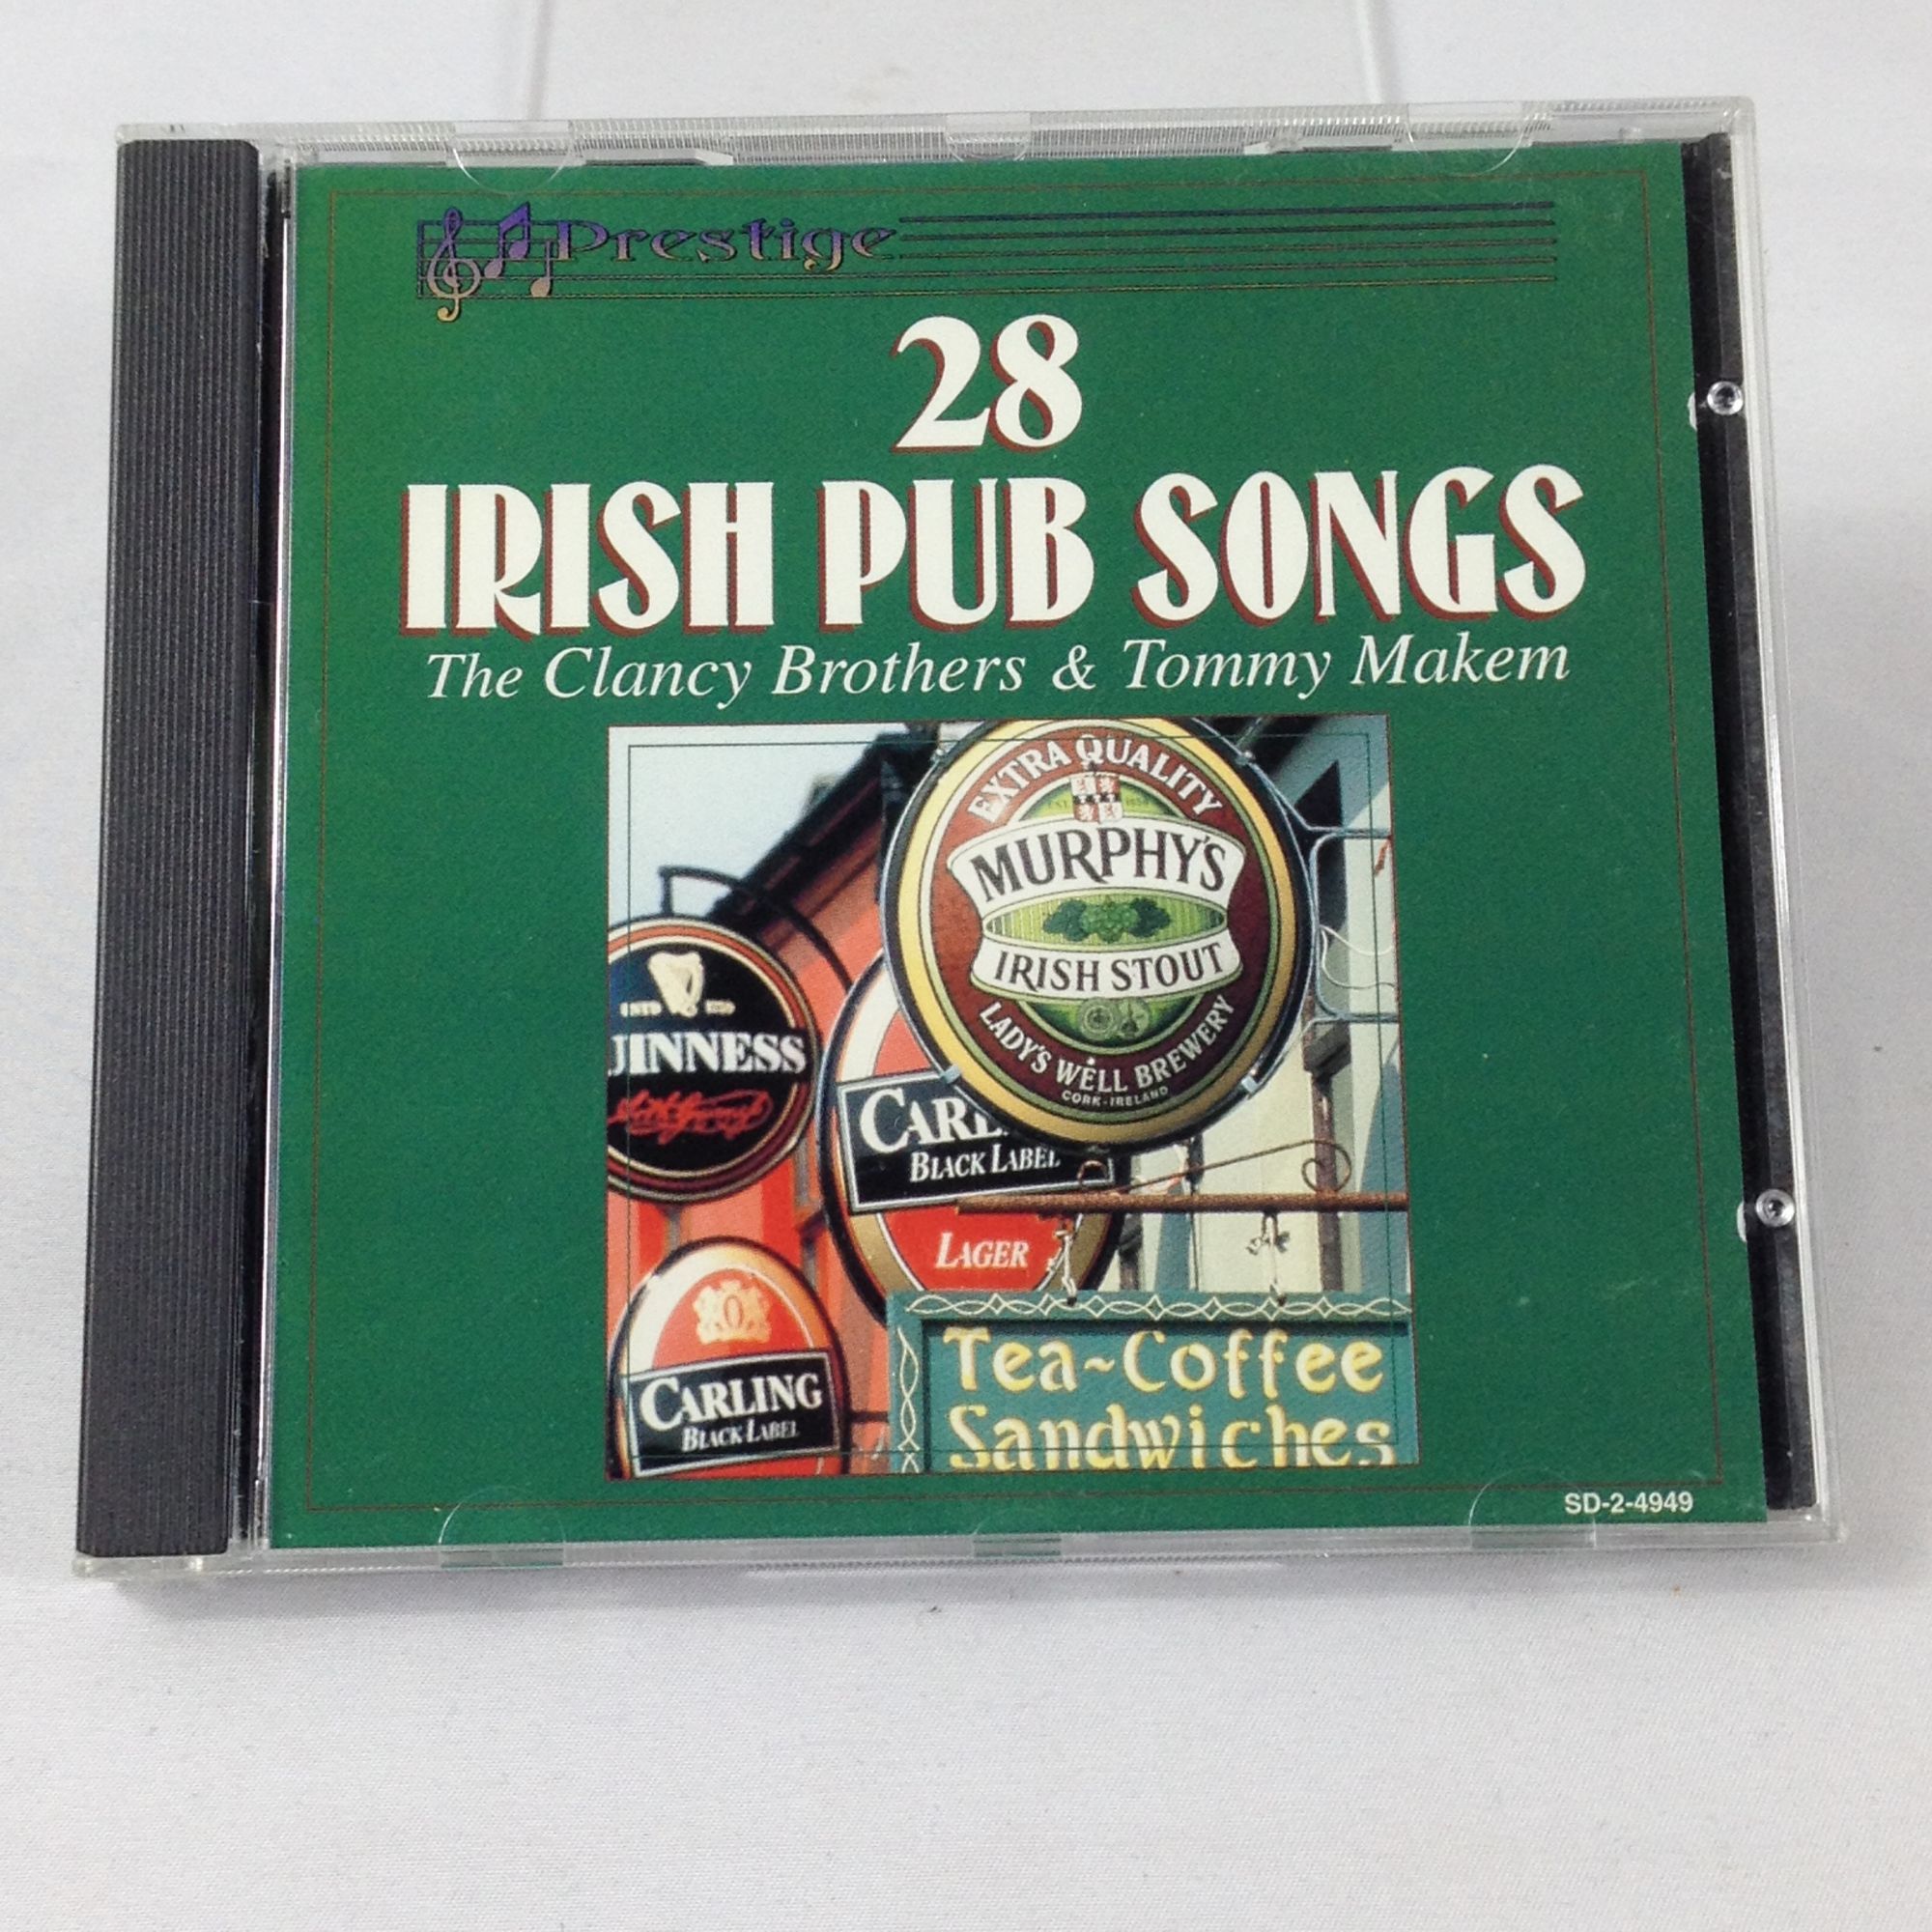 Prestige
28
IRISH PUB SONGS
The Clancy Brothers & Tommy Makem
EXTRA QUALITY
MURPHY'S
IRISH STOUT
LADY'S WELL BREWERY
CORK-IRELAND
UINNESS
CARL
BLACK LABEL
LAGER
CARLING
BLACK LABEL
Tea~Coffee
Sandwiches
SD-2-4949